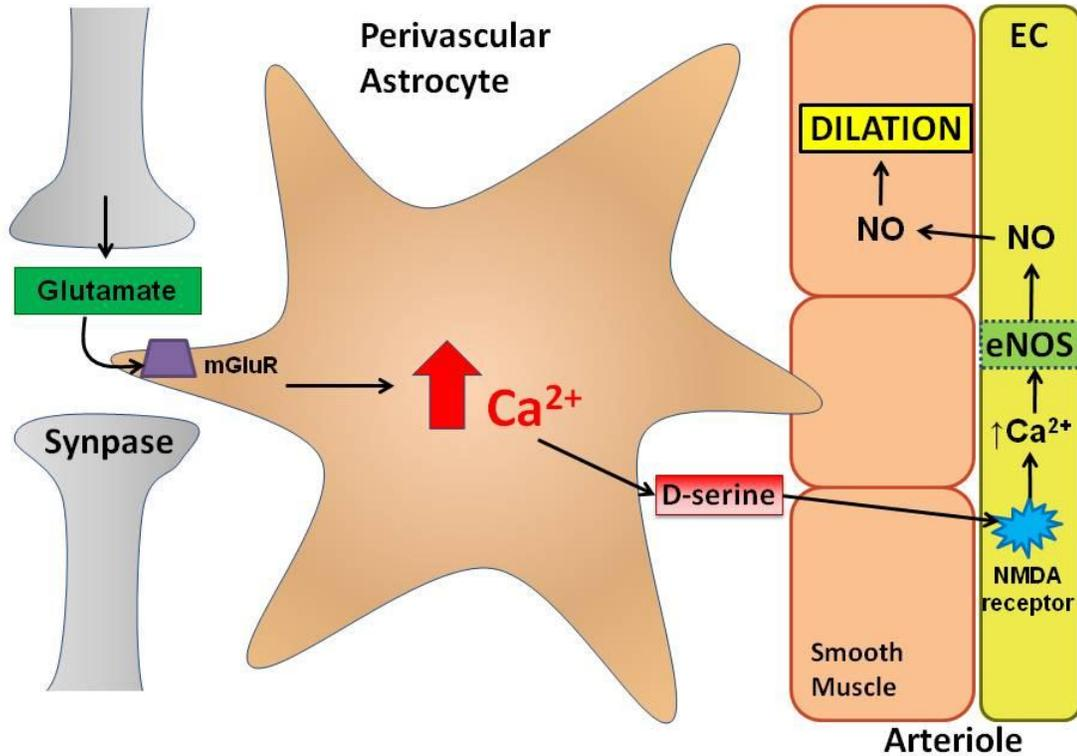 Perivascular
Astrocyte
EC
DILATION
NO
NO
Glutamate
mGluR
eNOS
Ca²⁺
↑Ca²⁺
Synpase
D-serine
NMDA
receptor
Smooth
Muscle
Arteriole